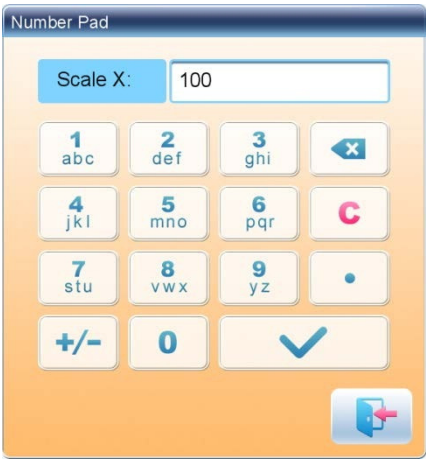 Number Pad
Scale X: 100
1 2 3
abc def ghi
4 5 6 C
jkl mno pqr
7 8 9 .
stu vwx yz
+/- 0